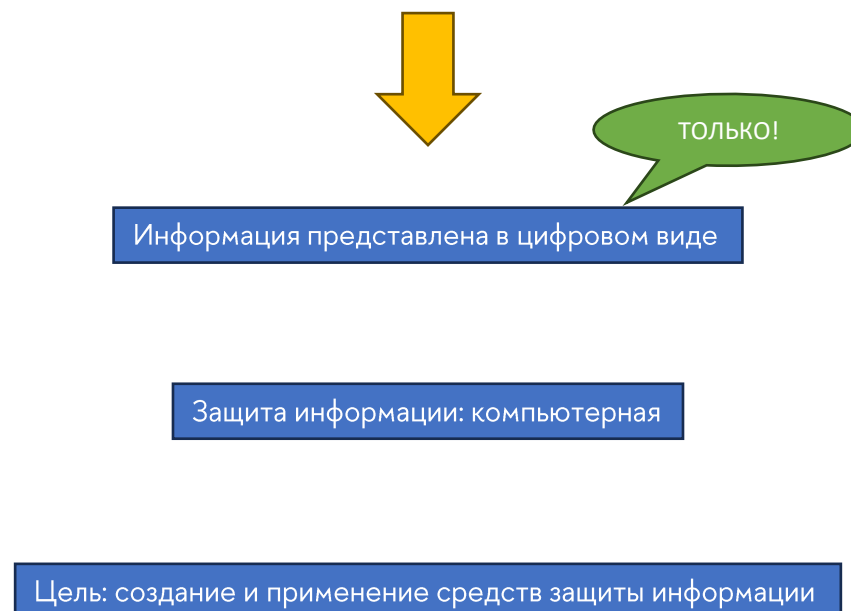 ТОЛЬКО!
Информация представлена в цифровом виде
Защита информации: компьютерная
Цель: создание и применение средств защиты информации